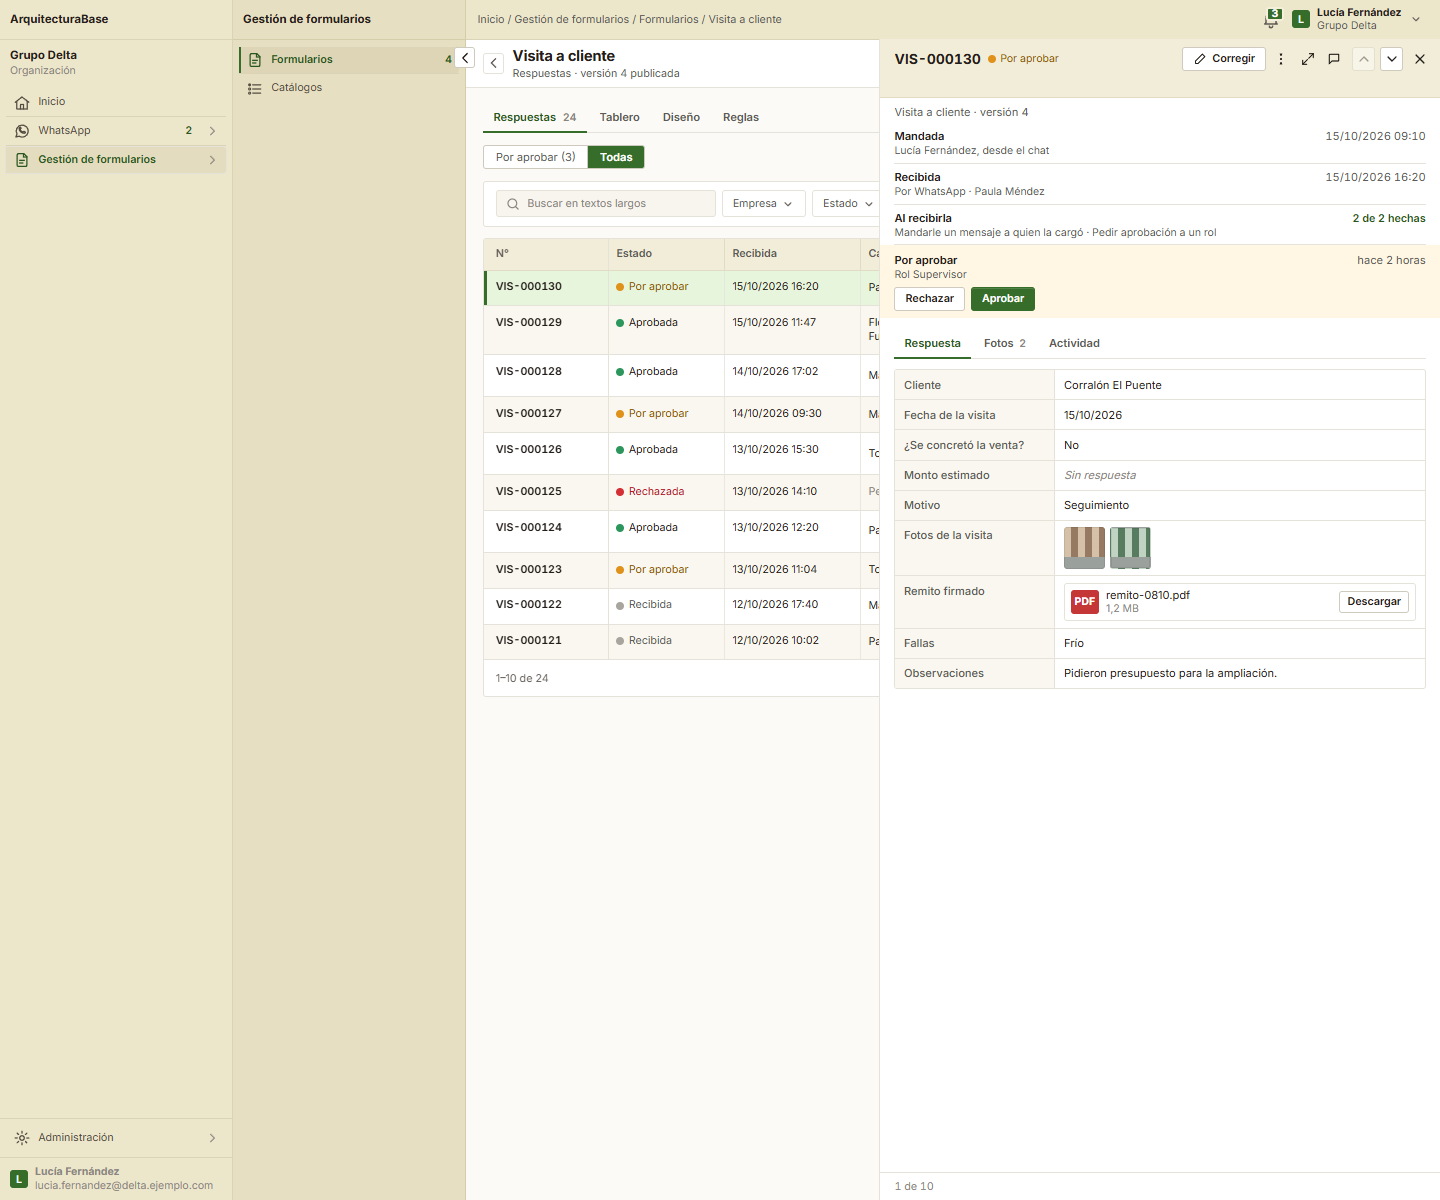 ArquitecturaBase
Grupo Delta
Organización
Inicio
WhatsApp 2
Gestión de formularios
Administración
L
Lucía Fernández
lucia.fernandez@delta.ejemplo.com
Gestión de formularios
Formularios 4
Catálogos
Inicio / Gestión de formularios / Formularios / Visita a cliente
3
L
Lucía Fernández
Grupo Delta
Visita a cliente
Respuestas · versión 4 publicada
Respuestas 24 Tablero Diseño Reglas
Por aprobar (3) Todas
Buscar en textos largos Empresa Estado
N° Estado Recibida
VIS-000130 Por aprobar 15/10/2026 16:20
VIS-000129 Aprobada 15/10/2026 11:47
VIS-000128 Aprobada 14/10/2026 17:02
VIS-000127 Por aprobar 14/10/2026 09:30
VIS-000126 Aprobada 13/10/2026 15:30
VIS-000125 Rechazada 13/10/2026 14:10
VIS-000124 Aprobada 13/10/2026 12:20
VIS-000123 Por aprobar 13/10/2026 11:04
VIS-000122 Recibida 12/10/2026 17:40
VIS-000121 Recibida 12/10/2026 10:02
1–10 de 24
VIS-000130 Por aprobar Corregir
Visita a cliente · versión 4
Mandada 15/10/2026 09:10
Lucía Fernández, desde el chat
Recibida 15/10/2026 16:20
Por WhatsApp · Paula Méndez
Al recibirla 2 de 2 hechas
Mandarle un mensaje a quien la cargó · Pedir aprobación a un rol
Por aprobar hace 2 horas
Rol Supervisor
Rechazar Aprobar
Respuesta Fotos 2 Actividad
Cliente Corralón El Puente
Fecha de la visita 15/10/2026
¿Se concretó la venta? No
Monto estimado Sin respuesta
Motivo Seguimiento
Fotos de la visita
Remito firmado PDF remito-0810.pdf Descargar
1,2 MB
Fallas Frío
Observaciones Pidieron presupuesto para la ampliación.
1 de 10